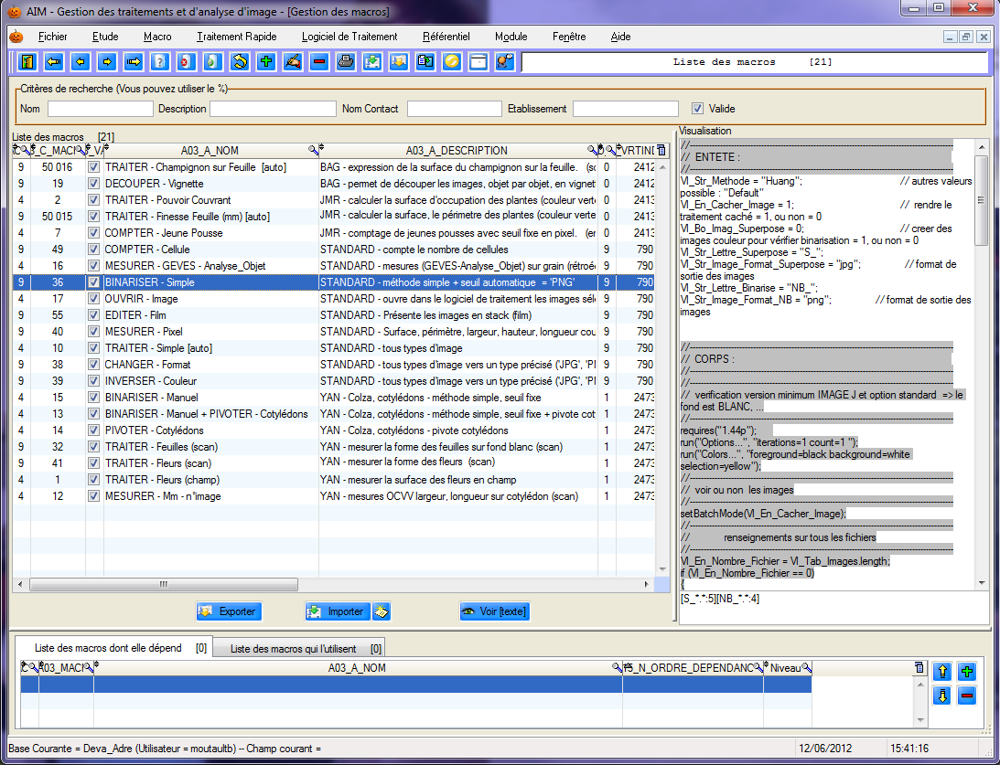 AIM - Gestion des traitements et d'analyse d'image - [Gestion des macros]
Fichier Etude Macro Traitement Rapide Logiciel de Traitement Référentiel Module Fenêtre Aide
Liste des macros [21]
Critères de recherche (Vous pouvez utiliser le %)
Nom Description Nom Contact Etablissement Valide
Liste des macros [21]
A03_A_NOM A03_A_DESCRIPTION
9 50 016 TRAITER - Champignon sur Feuille [auto] BAG - expression de la surface du champignon sur la feuille. (sc 0 2412
9 19 DECOUPER - Vignette BAG - permet de découper les images, objet par objet, en vignet 0 2412
4 2 TRAITER - Pouvoir Couvrant JMR - calculer la surface d'occupation des plantes (couleur vert 0 2413
4 50 015 TRAITER - Finesse Feuille (mm) [auto] JMR - calculer la surface, le périmetre des plantes (couleur verte 0 2413
4 7 COMPTER - Jeune Pousse JMR - comptage de jeunes pousses avec seuil fixe en pixel. (er 0 2413
9 49 COMPTER - Cellule STANDARD - compte le nombre de cellules 9 790
4 16 MESURER - GEVES - Analyse_Objet STANDARD - mesures (GEVES-Analyse_Objet) sur grain (rétroé 9 790
9 36 BINARISER - Simple STANDARD - méthode simple + seuil automatique = 'PNG' 9 790
4 17 OUVRIR - Image STANDARD - ouvre dans le logiciel de traitement les images sél 9 790
9 55 EDITER - Film STANDARD - Présente les images en stack (film) 9 790
9 40 MESURER - Pixel STANDARD - Surface, périmètre, largeur, hauteur, longueur cou 9 790
4 10 TRAITER - Simple [auto] STANDARD - tous types d'image 9 790
9 38 CHANGER - Format STANDARD - tous types d'image vers un type précisé ('JPG', 'PI 9 790
9 39 INVERSER - Couleur STANDARD - tous types d'image vers un type précisé ('JPG', 'PI 9 790
4 15 BINARISER - Manuel YAN - Colza, cotylédons - méthode simple, seuil fixe 1 2473
4 13 BINARISER - Manuel + PIVOTER - Cotylédons YAN - Colza, cotylédons - méthode simple, seuil fixe + pivote cot 1 2473
4 14 PIVOTER - Cotylédons YAN - Colza, cotylédons - pivote cotylédons 1 2473
9 32 TRAITER - Feuilles (scan) YAN - mesurer la forme des feuilles sur fond blanc (scan) 1 2473
9 41 TRAITER - Fleurs (scan) YAN - mesurer la forme des fleurs (scan) 1 2473
4 1 TRAITER - Fleurs (champ) YAN - mesurer la surface des fleurs en champ 1 2473
4 12 MESURER - Mm - n°image YAN - mesures OCVV largeur, longueur sur cotylédon (scan) 1 2473
Exporter Importer Voir [texte]
Visualisation
//----------------------------------------
// ENTETE :
//----------------------------------------
Vl_Str_Methode = "Huang"; // autres valeurs
possible : "Default"
Vl_En_Cacher_Image = 1; // rendre le
traitement caché = 1, ou non = 0
Vl_Bo_Imag_Superpose = 0; // creer des
images couleur pour vérifier binarisation = 1, ou non = 0
Vl_Str_Lettre_Superpose = "S_";
Vl_Str_Image_Format_Superpose = "jpg"; // format de
sortie des images
Vl_Str_Lettre_Binarise = "NB_";
Vl_Str_Image_Format_NB = "png"; // format de sortie des
images
//----------------------------------------
// CORPS :
//----------------------------------------
//----------------------------------------
// verification version minimum IMAGE J et option standard => le
fond est BLANC, ...
//----------------------------------------
requires("1.44p");
run("Options...", "iterations=1 count=1 ");
run("Colors...", "foreground=black background=white
selection=yellow");
//----------------------------------------
// voir ou non les images
//----------------------------------------
setBatchMode(Vl_En_Cacher_Image);
//----------------------------------------
// renseignements sur tous les fichiers
//----------------------------------------
Vl_En_Nombre_Fichier = Vl_Tab_Images.length;
if (Vl_En_Nombre_Fichier == 0)
{
[S_*.*:5][NB_*.*:4]
Liste des macros dont elle dépend [0] Liste des macros qui l'utilisent [0]
A03_A_NOM Niveau
Base Courante = Deva_Adre (Utilisateur = moutaultb) -- Champ courant = 12/06/2012 15:41:16